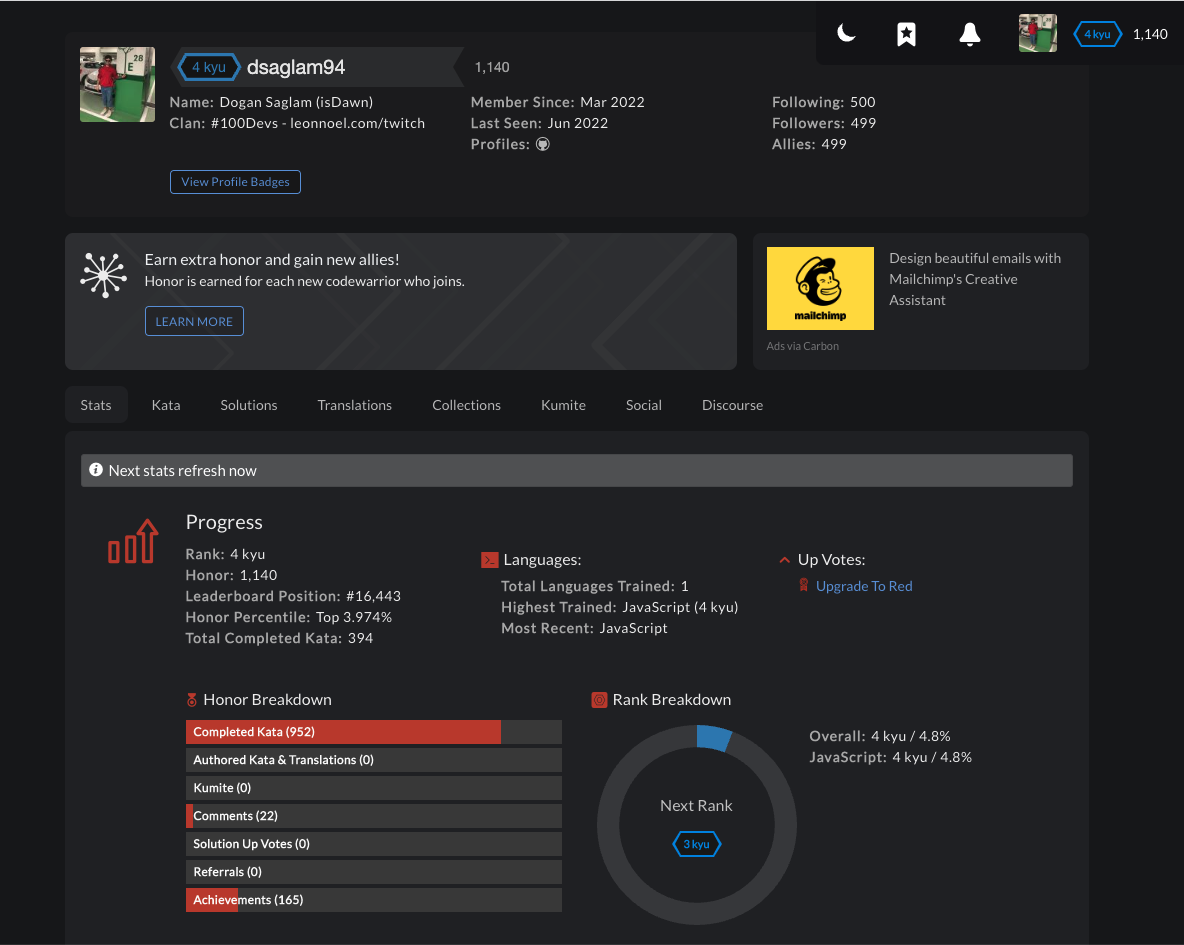 4 kyu
1,140
28
E
4 kyu
dsaglam94
1,140
Name: Dogan Saglam (isDawn)
Clan: #100Devs - leonnoel.com/twitch
Member Since: Mar 2022
Last Seen: Jun 2022
Profiles:
Following: 500
Followers: 499
Allies: 499
View Profile Badges
Earn extra honor and gain new allies!
Honor is earned for each new codewarrior who joins.
LEARN MORE
mailchimp
Design beautiful emails with
Mailchimp's Creative
Assistant
Ads via Carbon
Stats
Kata
Solutions
Translations
Collections
Kumite
Social
Discourse
Next stats refresh now
Progress
Rank: 4 kyu
Honor: 1,140
Leaderboard Position: #16,443
Honor Percentile: Top 3.974%
Total Completed Kata: 394
Languages:
Total Languages Trained: 1
Highest Trained: JavaScript (4 kyu)
Most Recent: JavaScript
Up Votes:
Upgrade To Red
Honor Breakdown
Completed Kata (952)
Authored Kata & Translations (0)
Kumite (0)
Comments (22)
Solution Up Votes (0)
Referrals (0)
Achievements (165)
Rank Breakdown
Next Rank
3 kyu
Overall: 4 kyu / 4.8%
JavaScript: 4 kyu / 4.8%